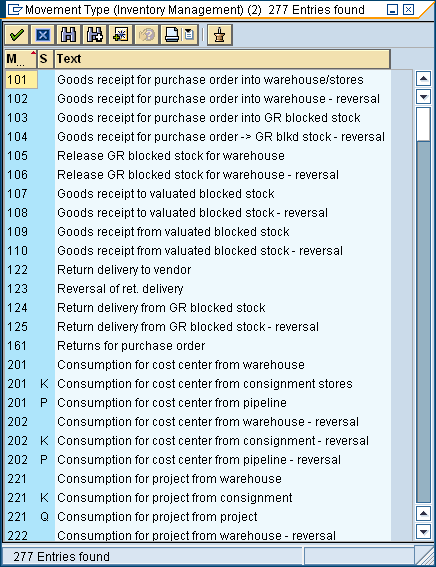 Movement Type (Inventory Management) (2) 277 Entries found
M... S Text
101 Goods receipt for purchase order into warehouse/stores
102 Goods receipt for purchase order into warehouse - reversal
103 Goods receipt for purchase order into GR blocked stock
104 Goods receipt for purchase order -> GR blkd stock - reversal
105 Release GR blocked stock for warehouse
106 Release GR blocked stock for warehouse - reversal
107 Goods receipt to valuated blocked stock
108 Goods receipt to valuated blocked stock - reversal
109 Goods receipt from valuated blocked stock
110 Goods receipt from valuated blocked stock - reversal
122 Return delivery to vendor
123 Reversal of ret. delivery
124 Return delivery from GR blocked stock
125 Return delivery from GR blocked stock - reversal
161 Returns for purchase order
201 Consumption for cost center from warehouse
201 K Consumption for cost center from consignment stores
201 P Consumption for cost center from pipeline
202 Consumption for cost center from warehouse - reversal
202 K Consumption for cost center from consignment - reversal
202 P Consumption for cost center from pipeline - reversal
221 Consumption for project from warehouse
221 K Consumption for project from consignment
221 Q Consumption for project from project
222 Consumption for project from warehouse - reversal
277 Entries found